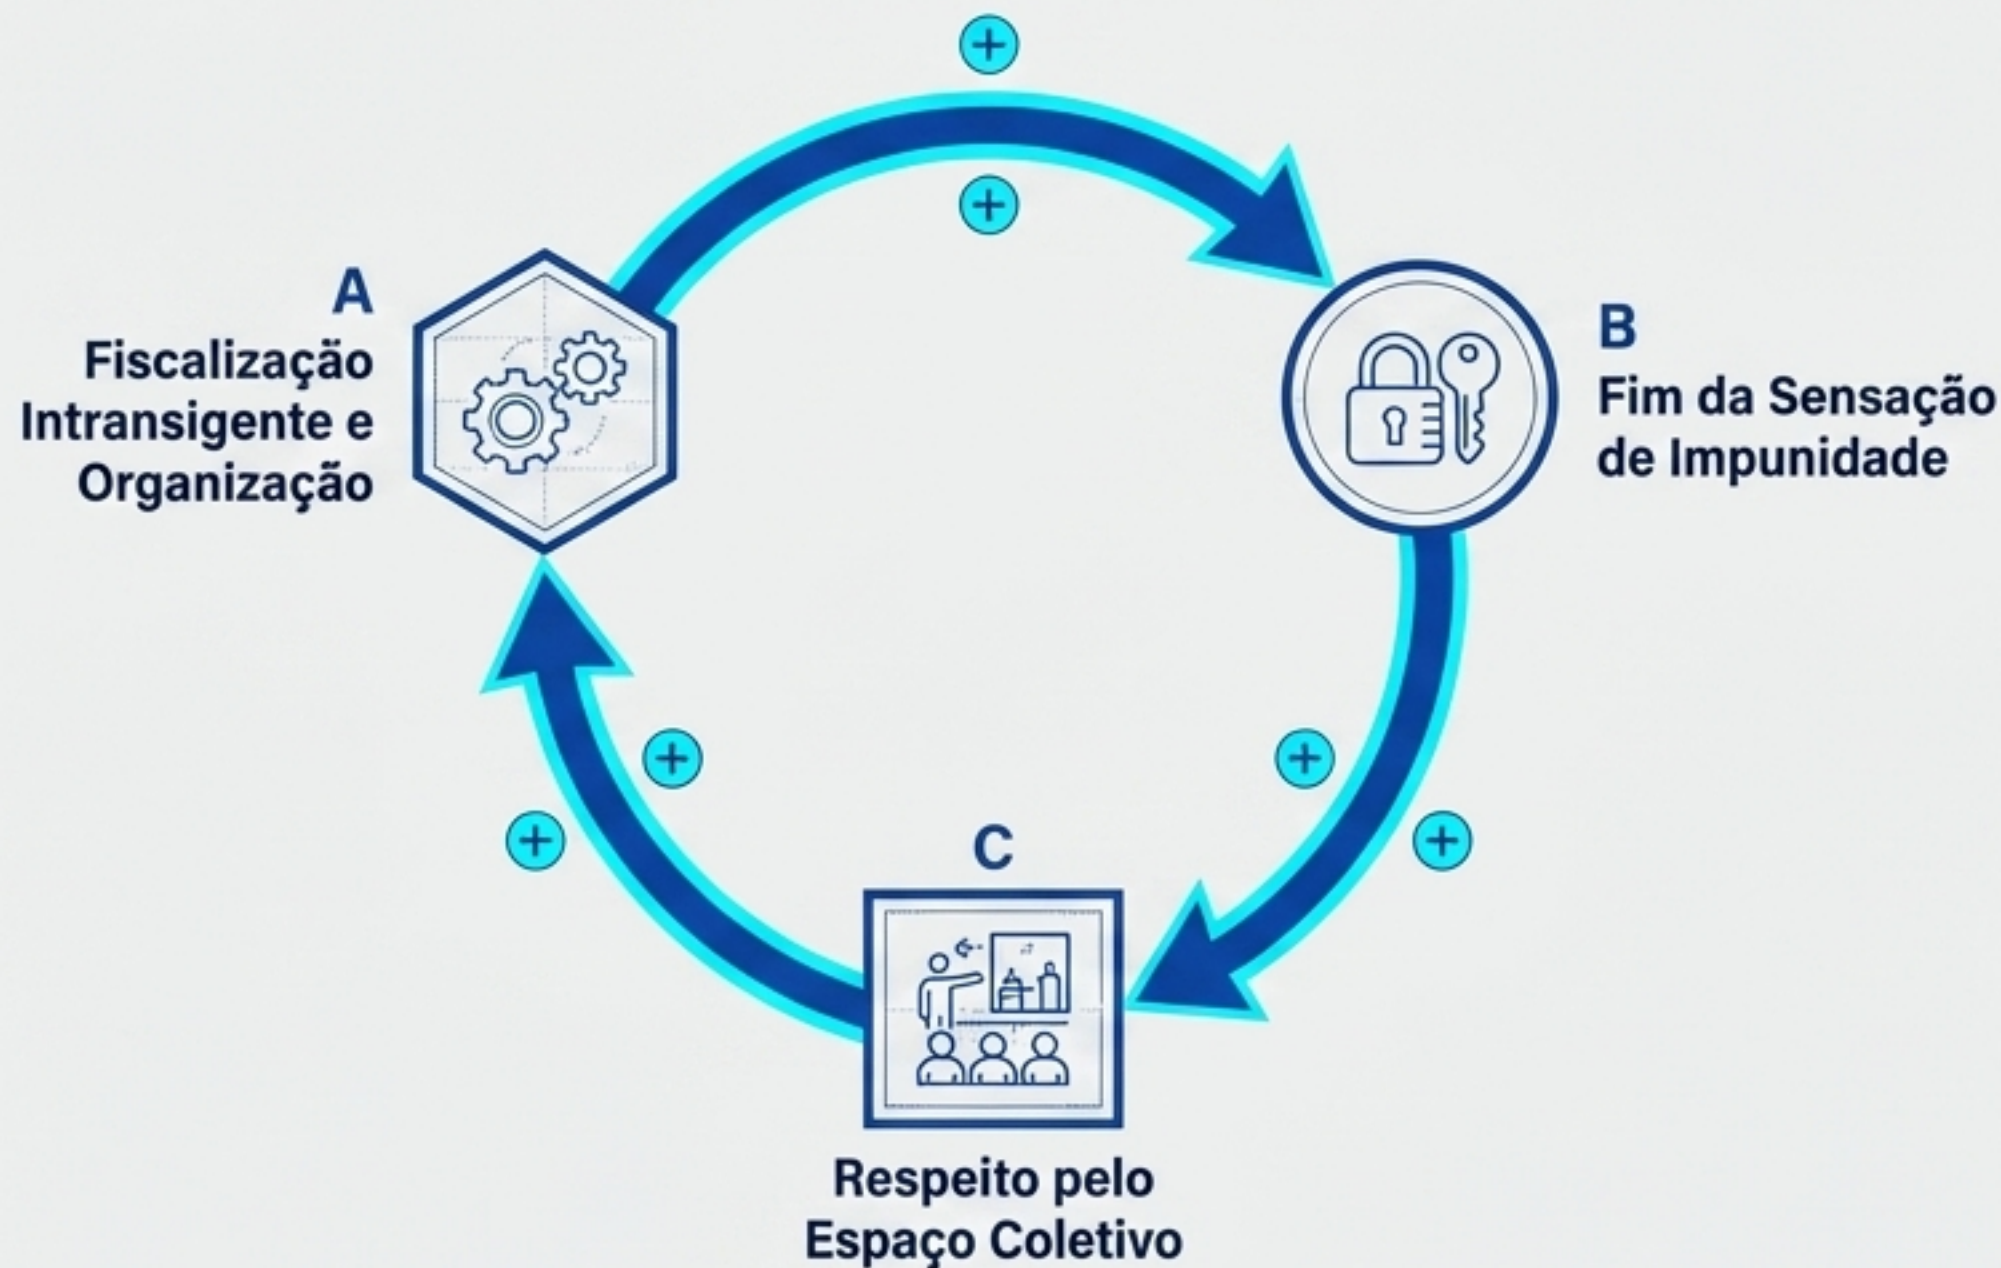 A
Fiscalização
Intransigente e
Organização
B
Fim da Sensação
de Impunidade
C
Respeito pelo
Espaço Coletivo